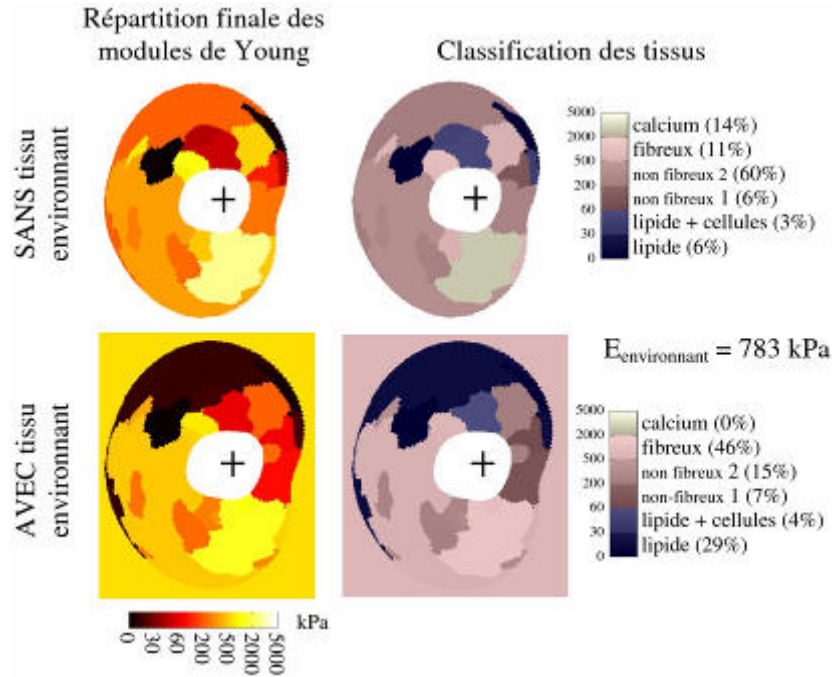 Répartition finale des
modules de Young
Classification des tissus
SANS tissu
environnant
5000
2000
200
60
30
0
calcium (14%)
fibreux (11%)
non fibreux 2 (60%)
non fibreux 1 (6%)
lipide + cellules (3%)
lipide (6%)
E environnant = 783 kPa
AVEC tissu
environnant
5000
2000
200
60
30
0
calcium (0%)
fibreux (46%)
non fibreux 2 (15%)
non-fibreux 1 (7%)
lipide + cellules (4%)
lipide (29%)
kPa
0 30 60 200 500 2000 5000